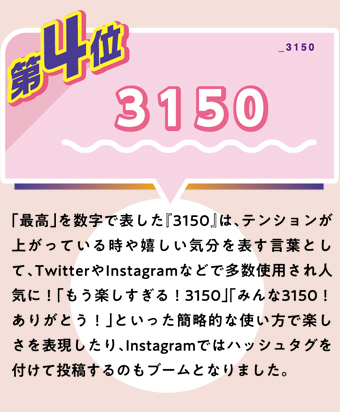 第4位
_3150
3150
「最高」を数字で表した『3150』は、テンションが
上がっている時や嬉しい気分を表す言葉とし
て、TwitterやInstagramなどで多数使用され人
気に！「もう楽しすぎる！3150」「みんな3150！
ありがとう！」といった簡略的な使い方で楽し
さを表現したり、Instagramではハッシュタグを
付けて投稿するのもブームとなりました。